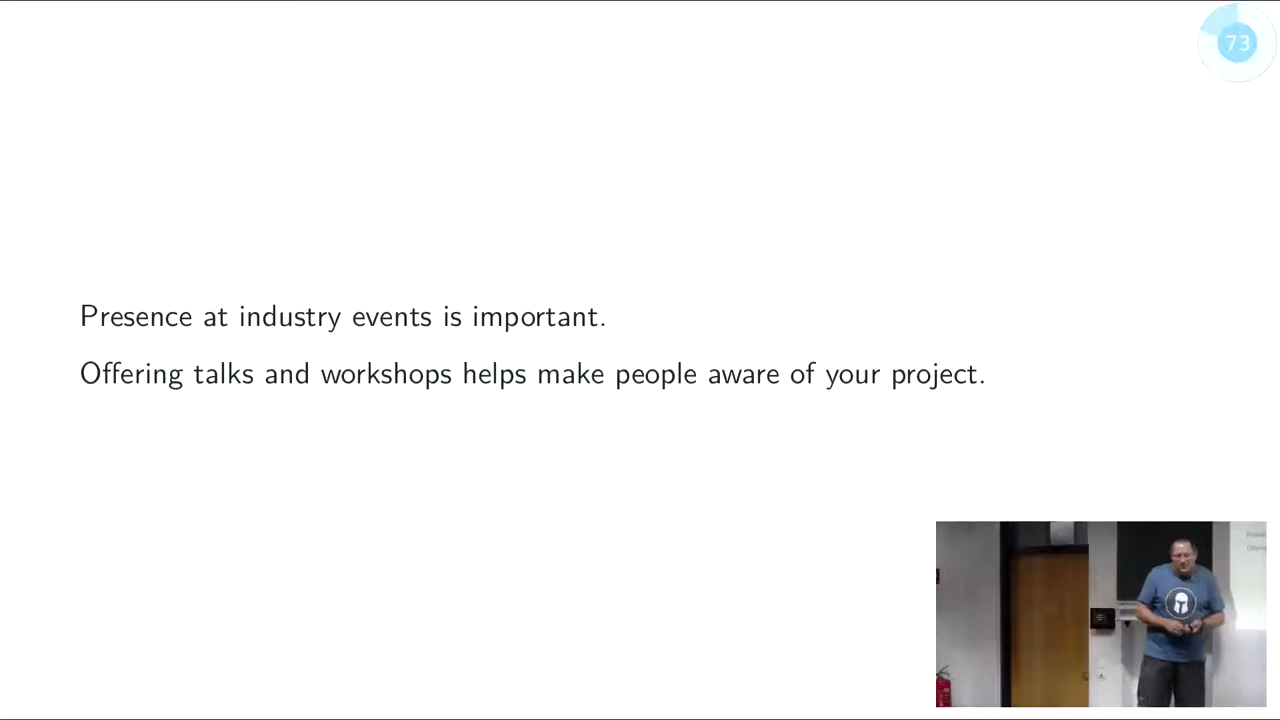 73
Presence at industry events is important.
Offering talks and workshops helps make people aware of your project.